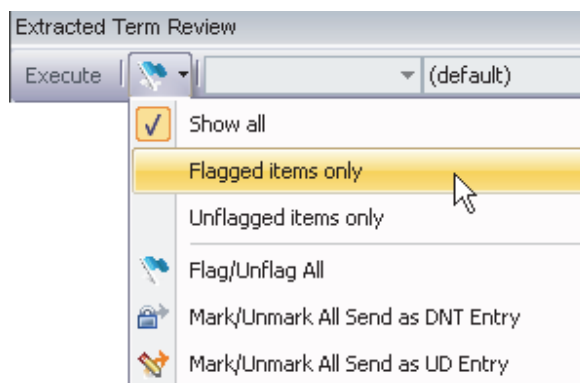 Extracted Term Review
Execute (default)
Show all
Flagged items only
Unflagged items only
Flag/Unflag All
Mark/Unmark All Send as DNT Entry
Mark/Unmark All Send as UD Entry